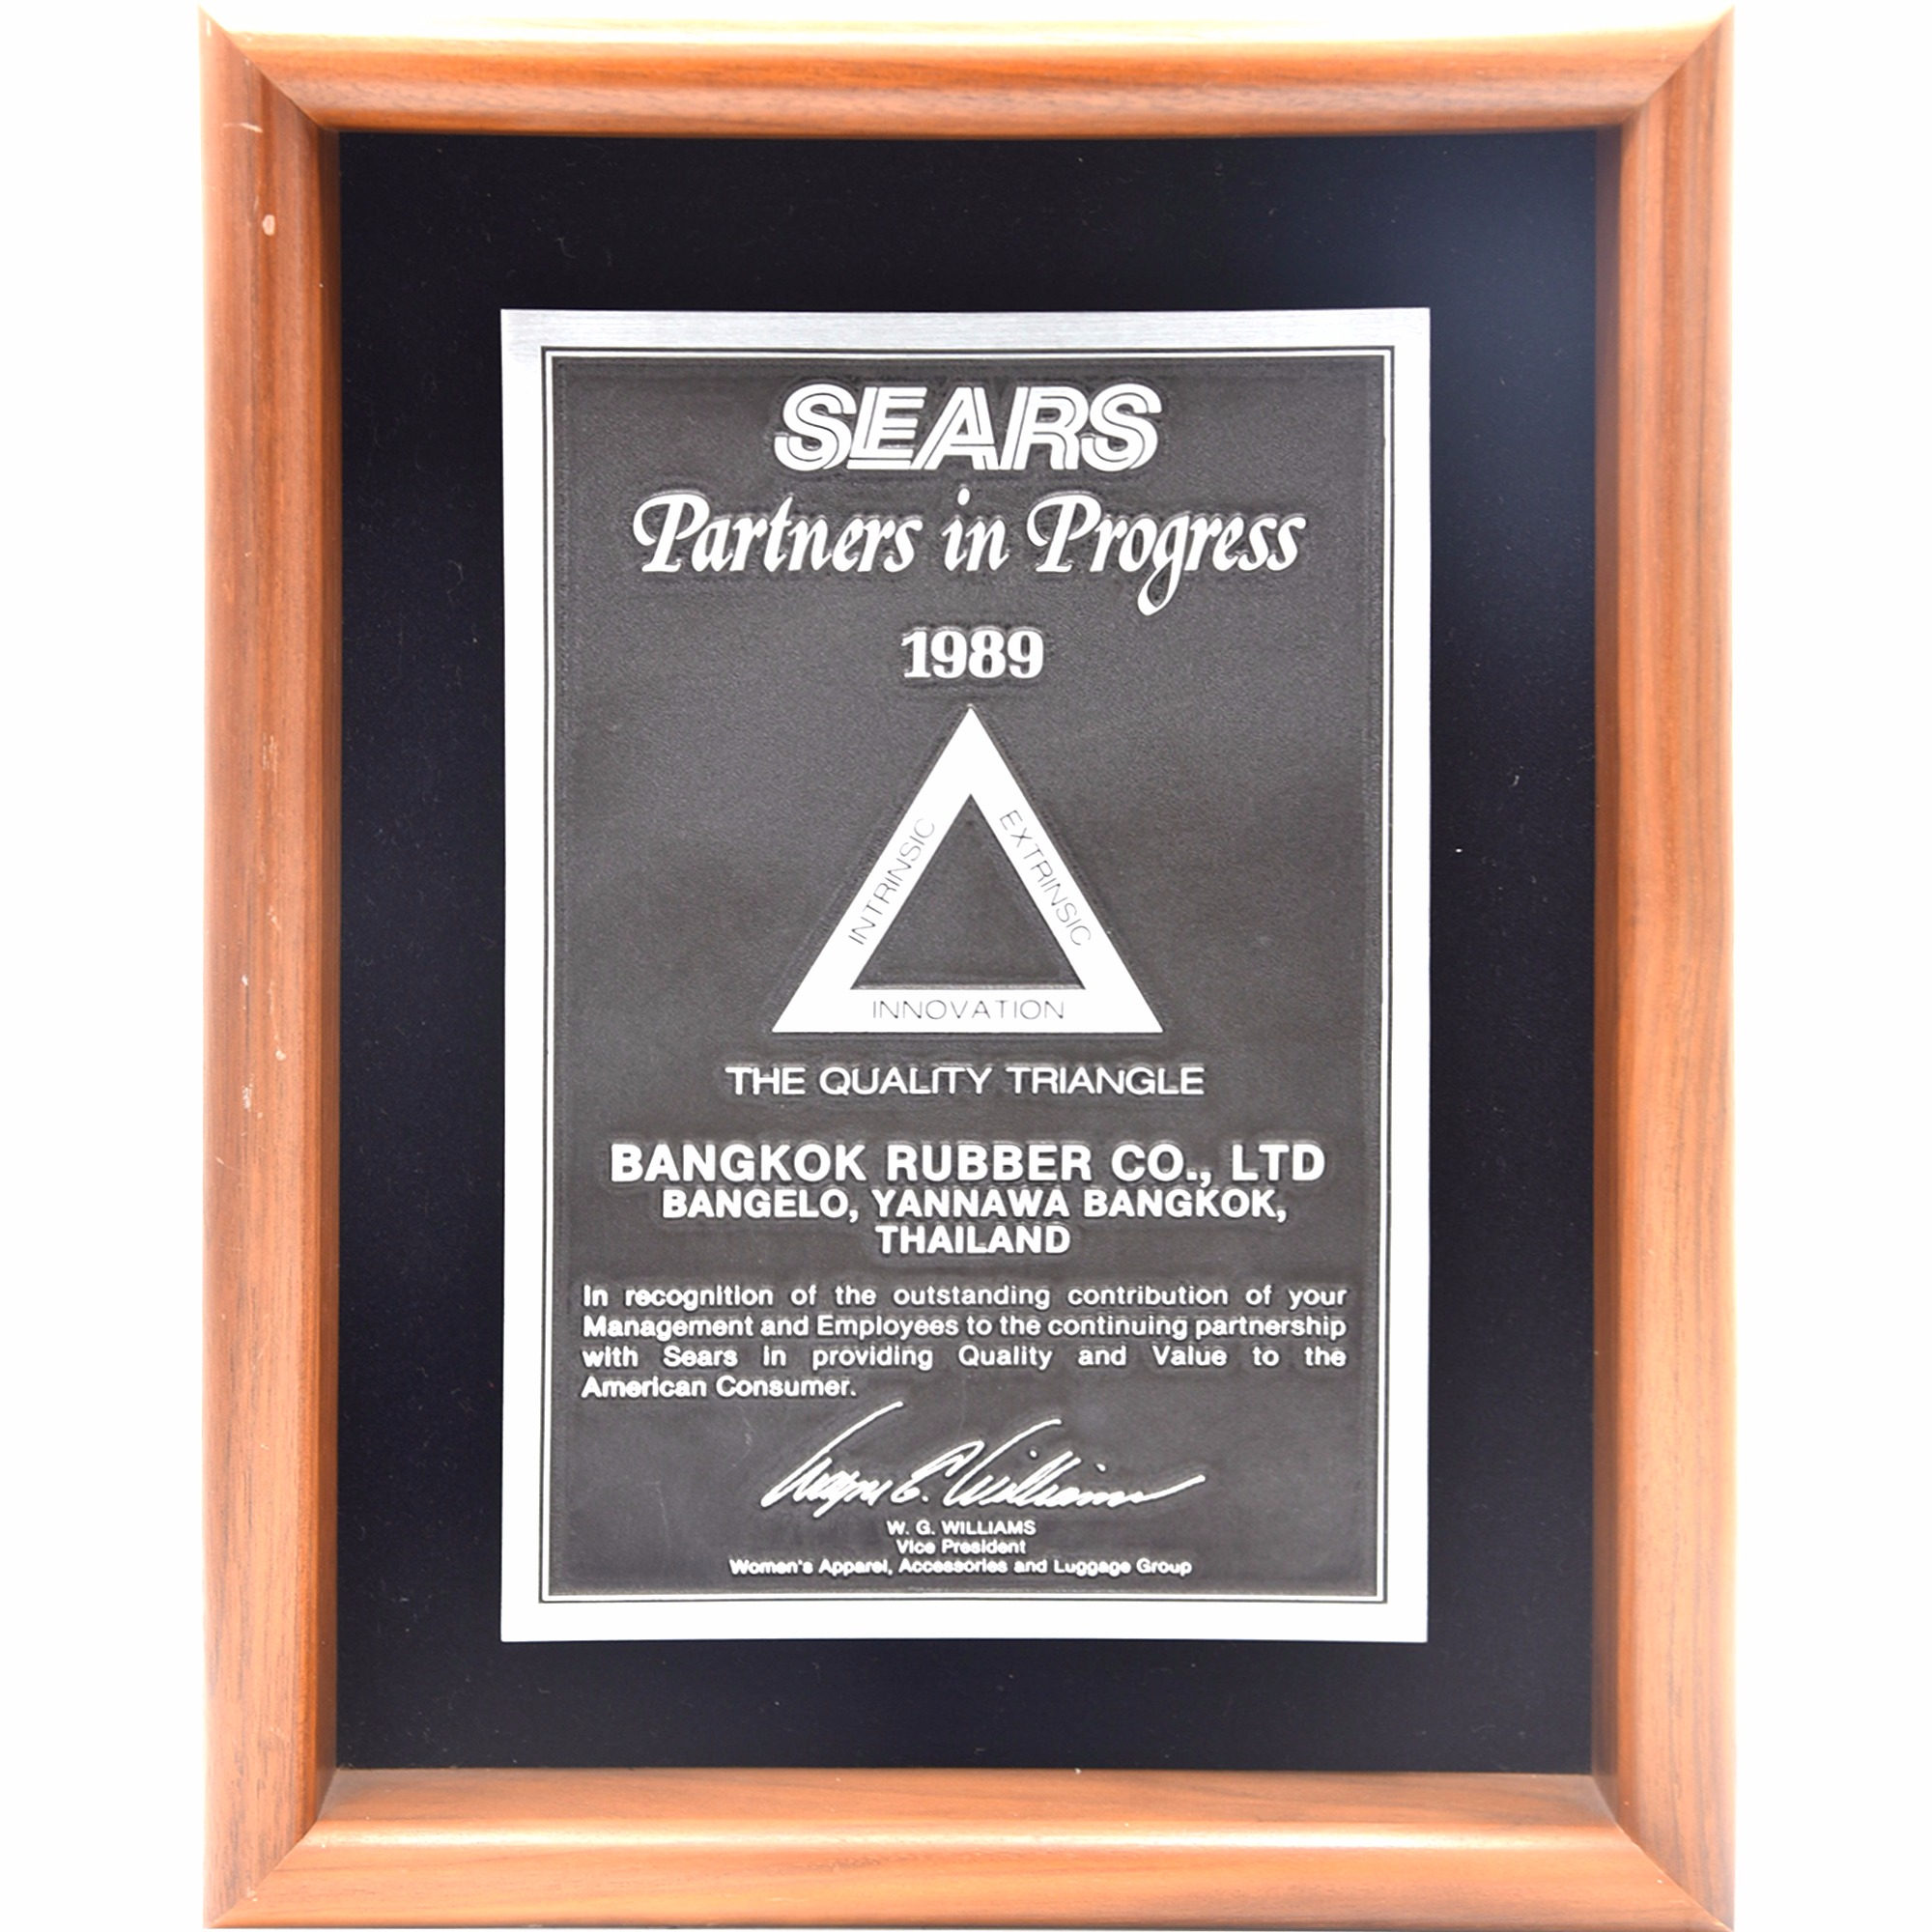 SEARS
Partners in Progress
1989
INTRINSIC
EXTRINSIC
INNOVATION
THE QUALITY TRIANGLE
BANGKOK RUBBER CO., LTD
BANGELO, YANNAWA BANGKOK,
THAILAND
In recognition of the outstanding contribution of your
Management and Employees to the continuing partnership
with Sears in providing Quality and Value to the
American Consumer.
Wayne G. Williams
W. G. WILLIAMS
Vice President
Women's Apparel, Accessories and Luggage Group